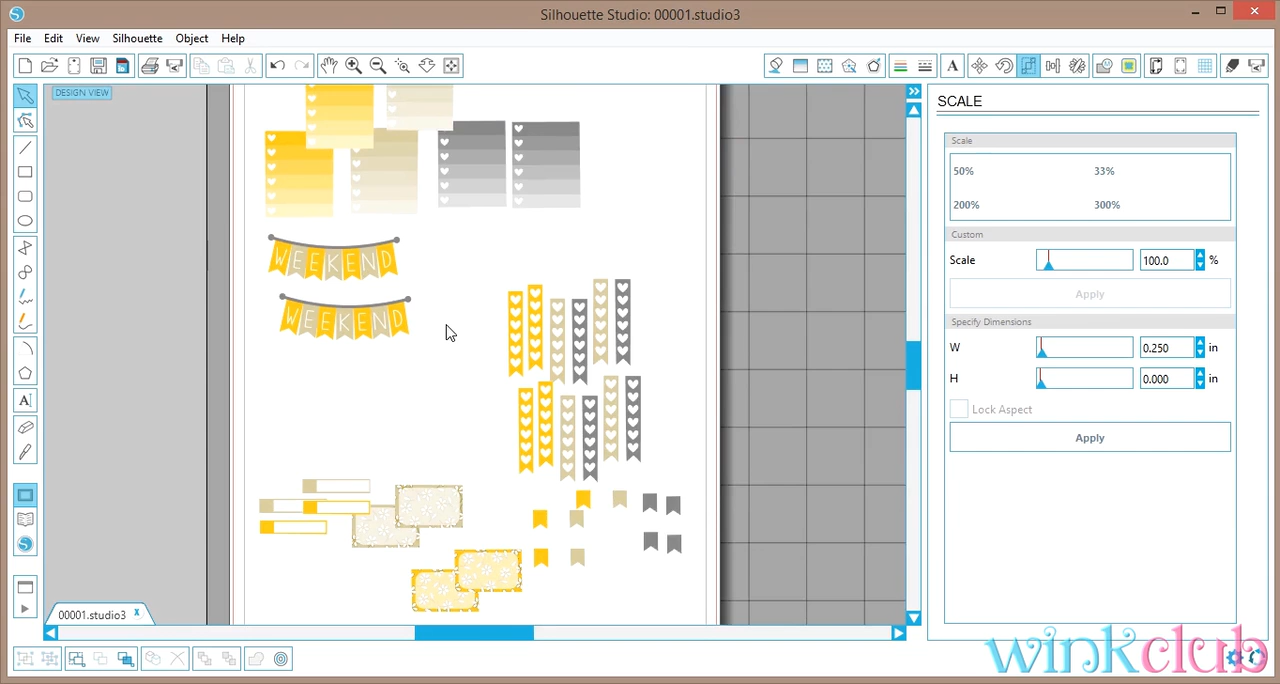 Silhouette Studio: 00001.studio3
File Edit View Silhouette Object Help
DESIGN VIEW
SCALE
Scale
50% 33%
200% 300%
Custom
Scale 100.0 %
Apply
Specify Dimensions
W 0.250 in
H 0.000 in
Lock Aspect
Apply
WEEKEND
WEEKEND
00001.studio3 x
winkclub